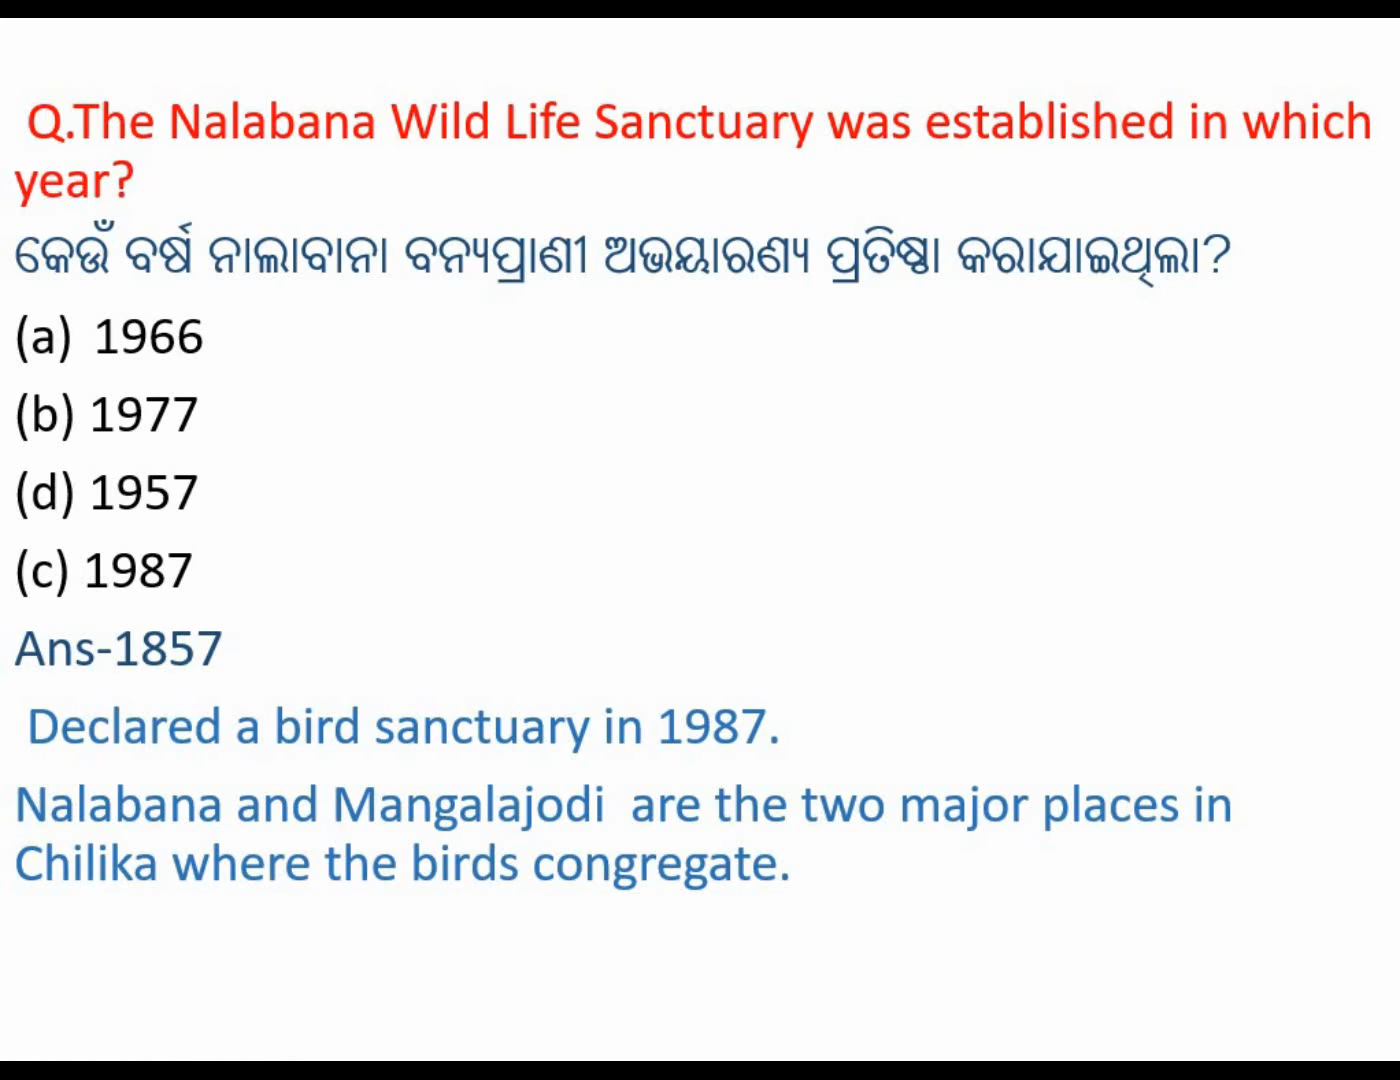 Q.The Nalabana Wild Life Sanctuary was established in which
year?
କେଉଁ ବର୍ଷ ନାଲାବାନା ବନ୍ୟପ୍ରାଣୀ ଅଭୟାରଣ୍ୟ ପ୍ରତିଷ୍ଠା କରାଯାଇଥିଲା?
(a) 1966
(b) 1977
(d) 1957
(c) 1987
Ans-1857
Declared a bird sanctuary in 1987.
Nalabana and Mangalajodi are the two major places in
Chilika where the birds congregate.